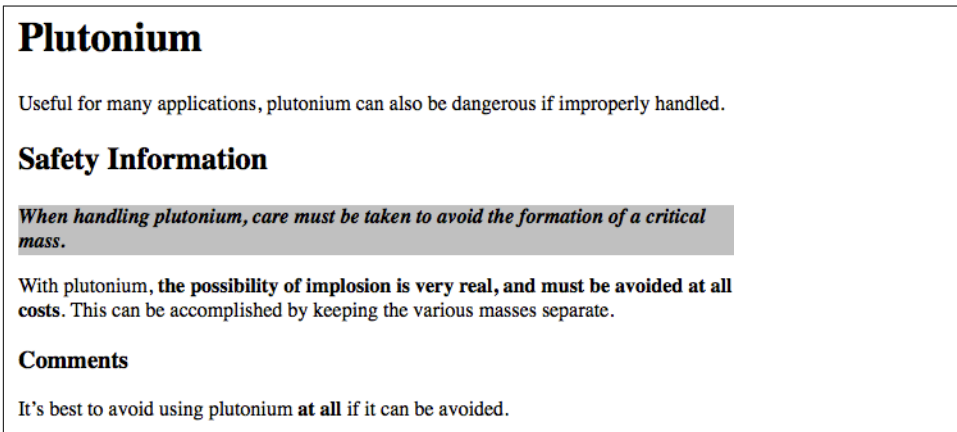 Plutonium
Useful for many applications, plutonium can also be dangerous if improperly handled.
Safety Information
When handling plutonium, care must be taken to avoid the formation of a critical
mass.
With plutonium, the possibility of implosion is very real, and must be avoided at all
costs. This can be accomplished by keeping the various masses separate.
Comments
It’s best to avoid using plutonium at all if it can be avoided.